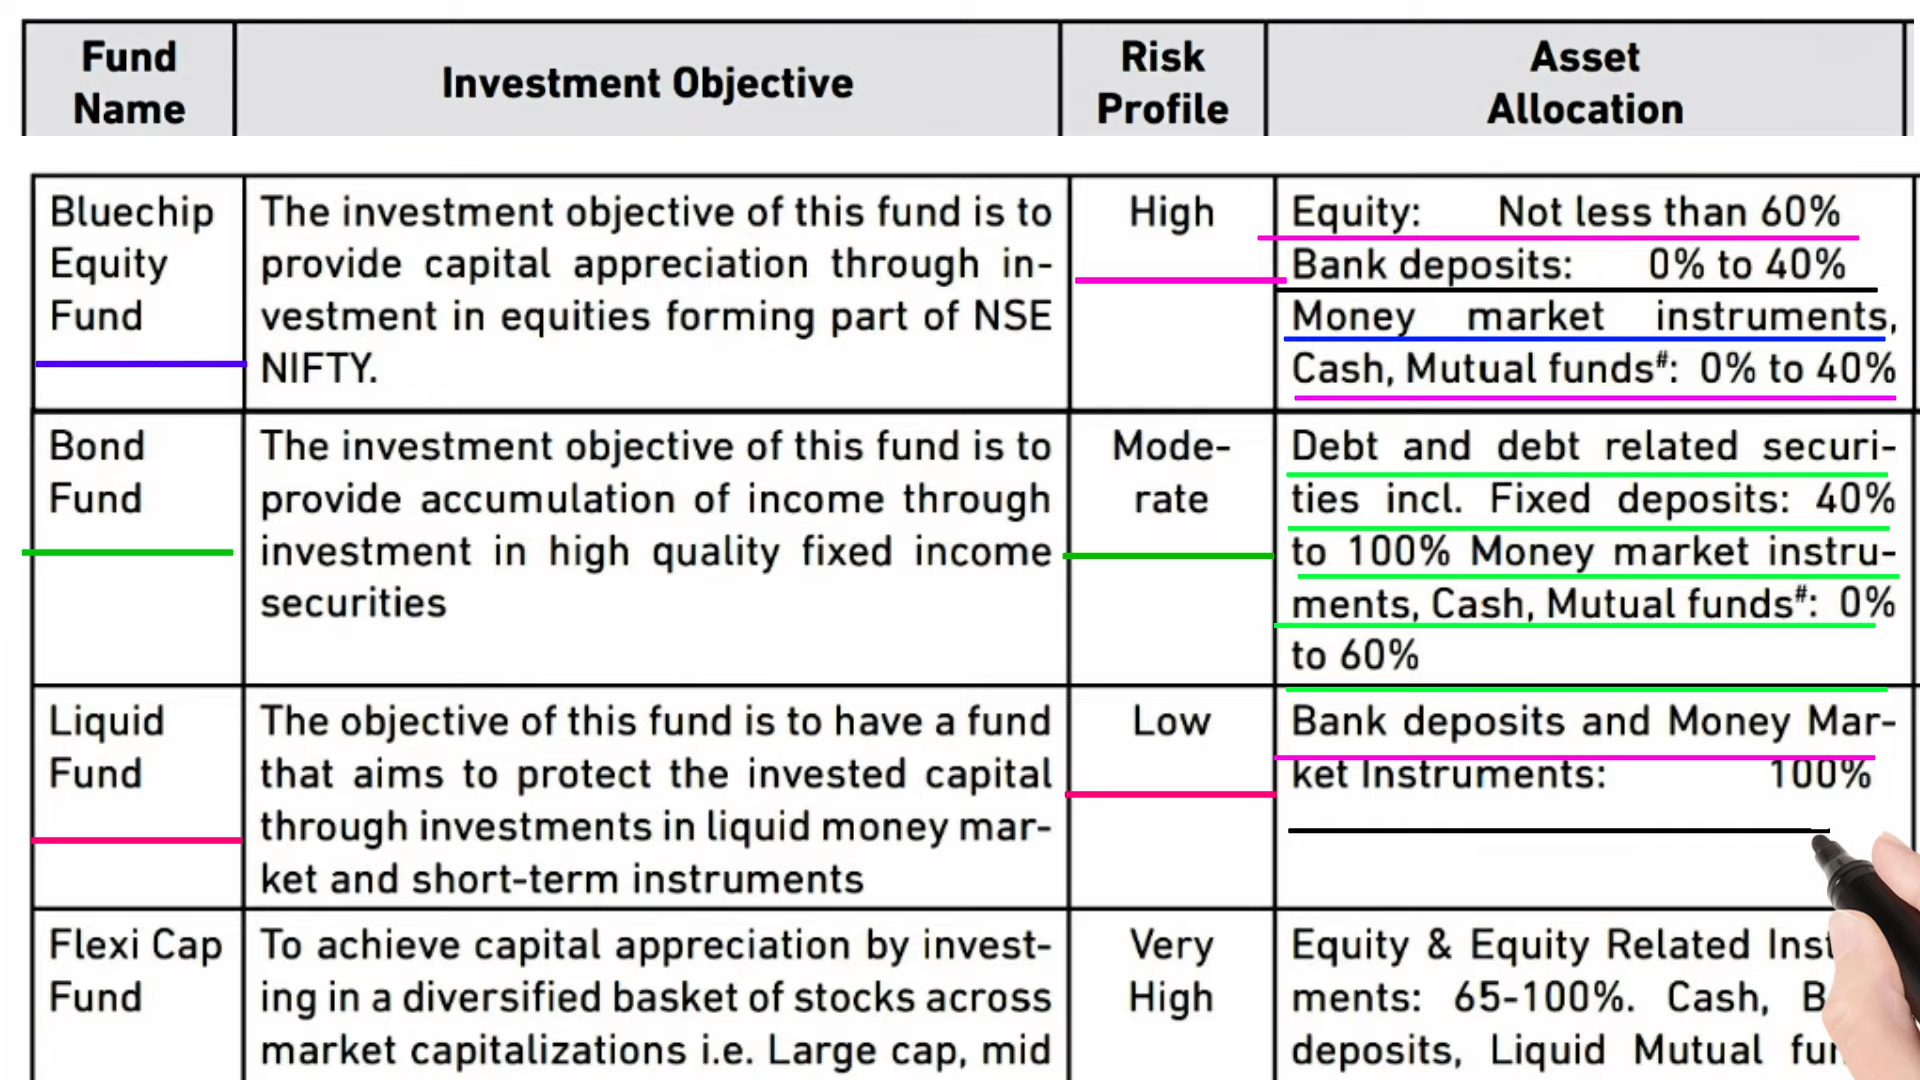 Fund Name
Investment Objective
Risk Profile
Asset Allocation
Bluechip
Equity
Fund
The investment objective of this fund is to
provide capital appreciation through in-
vestment in equities forming part of NSE
NIFTY.
High
Equity: Not less than 60%
Bank deposits: 0% to 40%
Money market instruments,
Cash, Mutual funds#: 0% to 40%
Bond
Fund
The investment objective of this fund is to
provide accumulation of income through
investment in high quality fixed income
securities
Mode-
rate
Debt and debt related securi-
ties incl. Fixed deposits: 40%
to 100% Money market instru-
ments, Cash, Mutual funds#: 0%
to 60%
Liquid
Fund
The objective of this fund is to have a fund
that aims to protect the invested capital
through investments in liquid money mar-
ket and short-term instruments
Low
Bank deposits and Money Mar-
ket Instruments: 100%
Flexi Cap
Fund
To achieve capital appreciation by invest-
ing in a diversified basket of stocks across
market capitalizations i.e. Large cap, mid
Very
High
Equity & Equity Related
ments: 65-100%. Cash,
deposits, Liquid Mutual